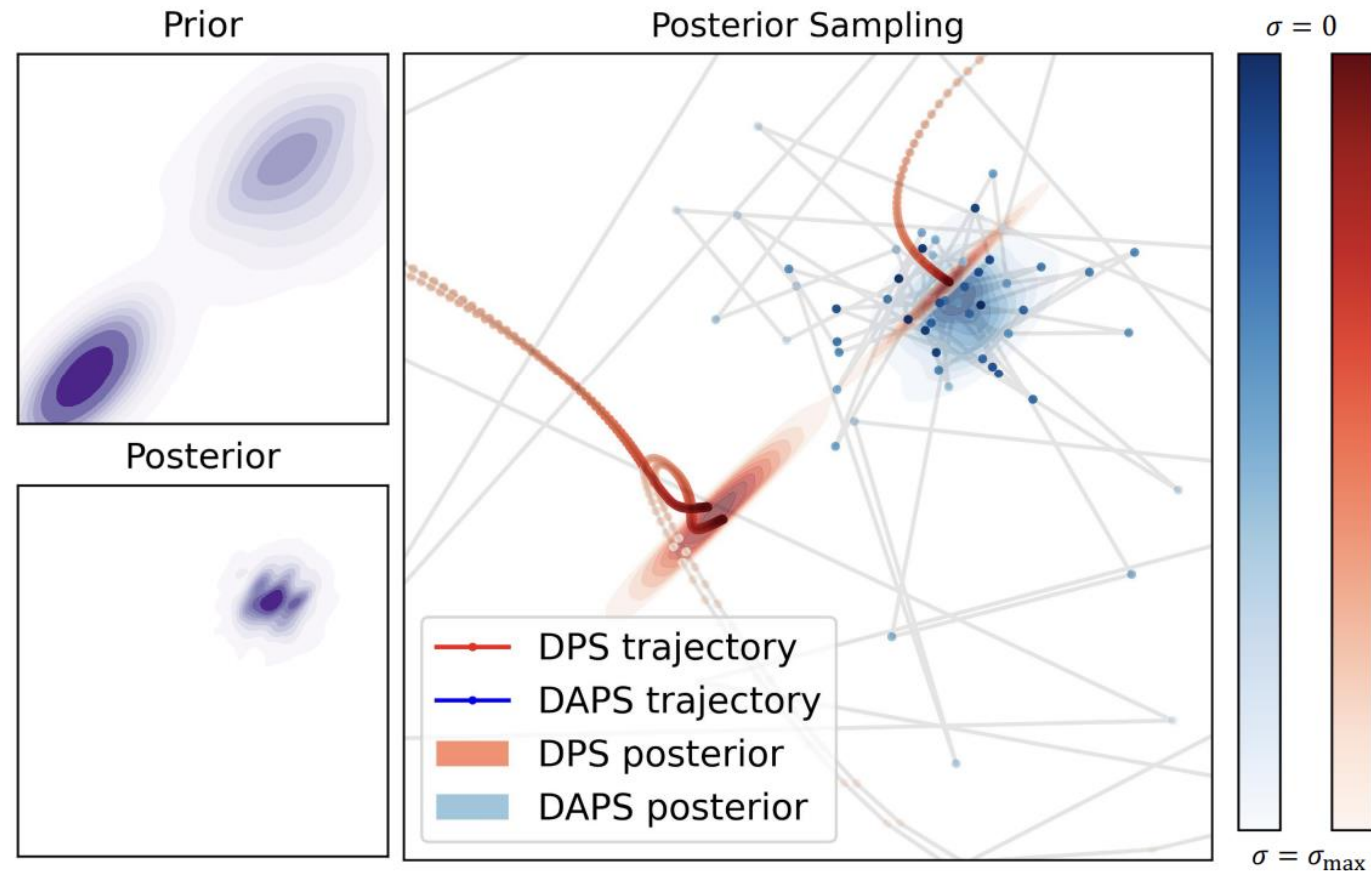 Prior
Posterior Sampling
σ = 0
Posterior
DPS trajectory
DAPS trajectory
DPS posterior
DAPS posterior
σ = σmax